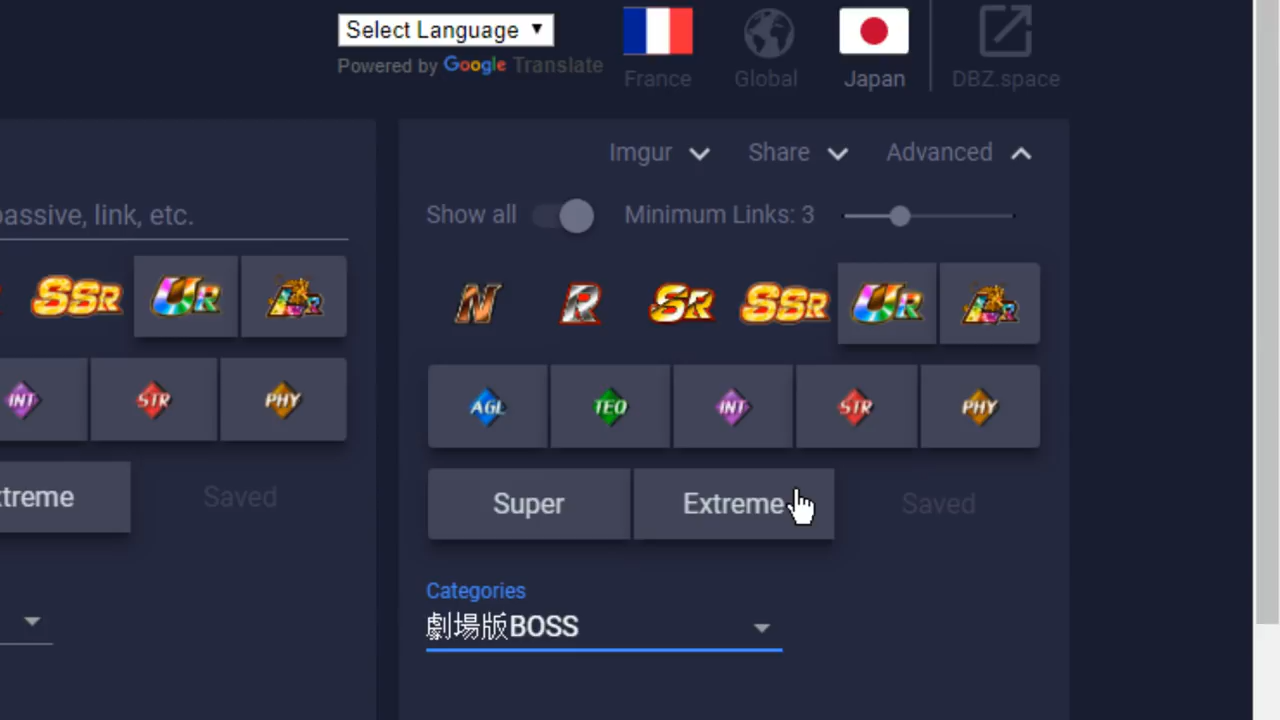 Select Language
Powered by Google Translate
France
Global
Japan
DBZ.space
Imgur
Share
Advanced
passive, link, etc.
Show all
Minimum Links: 3
SSR
UR
LR
N
R
SR
SSR
UR
LR
INT
STR
PHY
AGL
TEQ
INT
STR
PHY
xtreme
Saved
Super
Extreme
Saved
Categories
劇場版BOSS